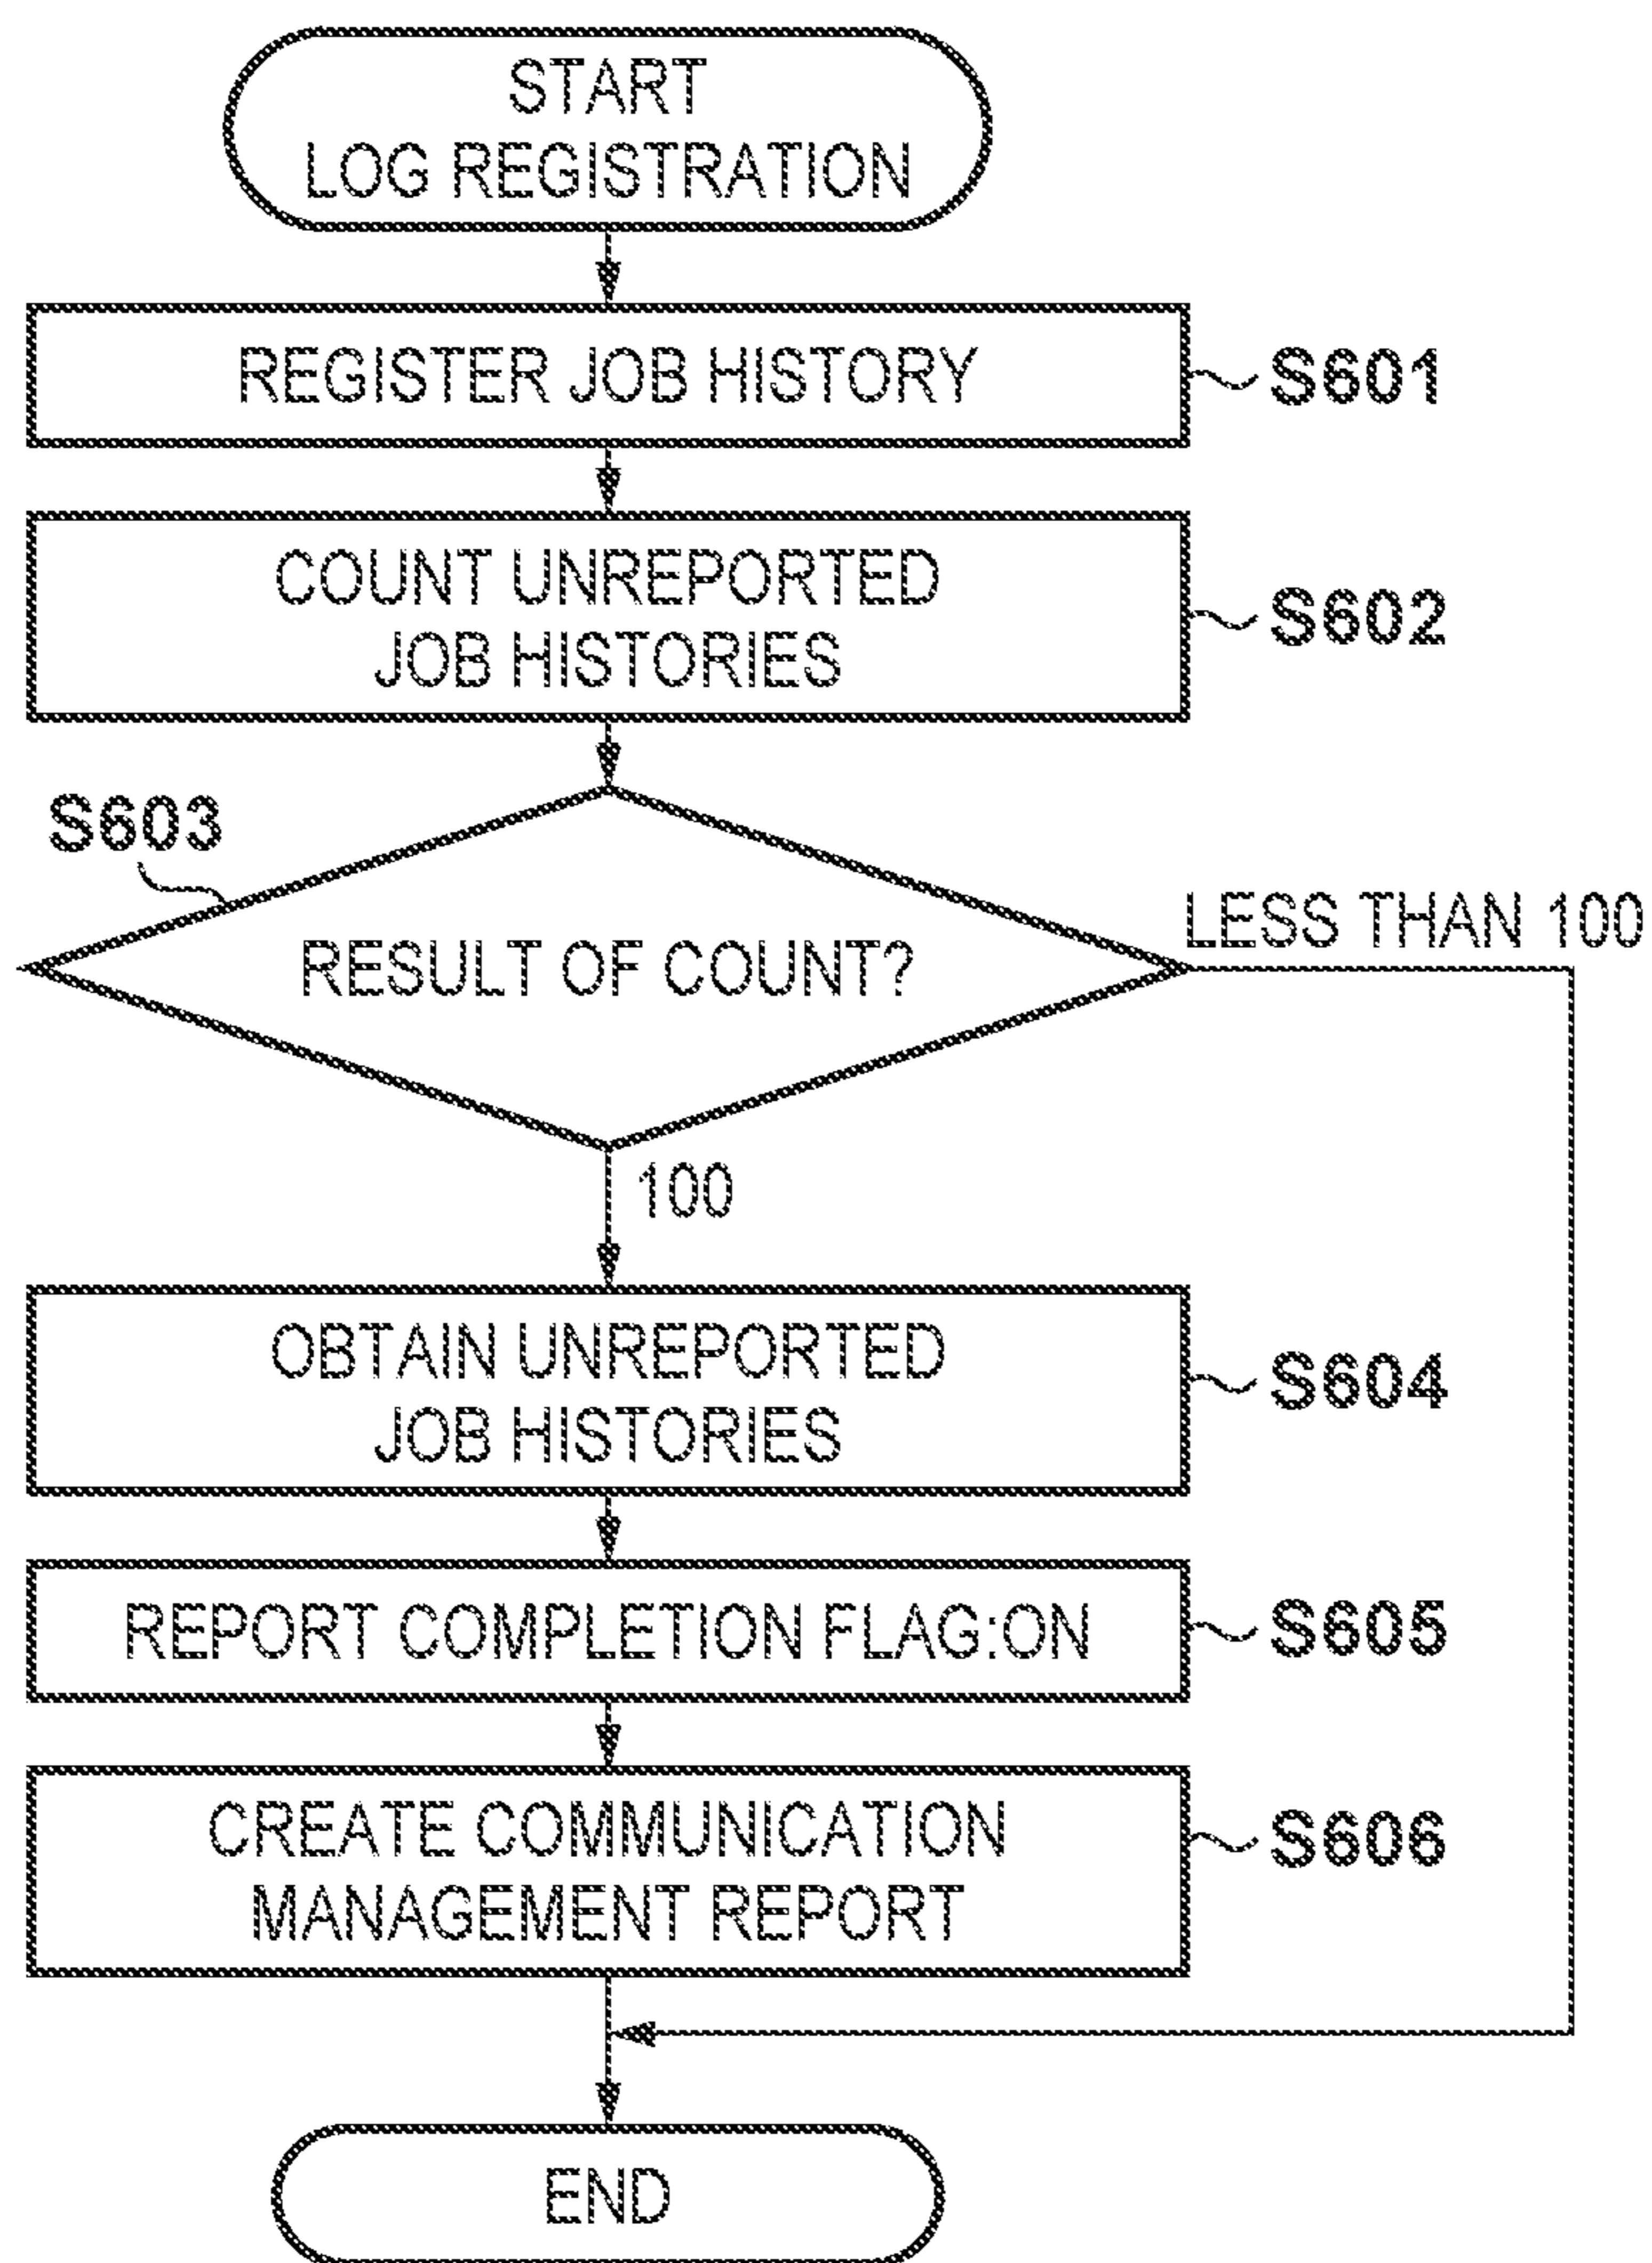 START
LOG REGISTRATION
REGISTER JOB HISTORY
S601
COUNT UNREPORTED
JOB HISTORIES
S602
S603
RESULT OF COUNT?
LESS THAN 100
100
OBTAIN UNREPORTED
JOB HISTORIES
S604
REPORT COMPLETION FLAG:ON
S605
CREATE COMMUNICATION
MANAGEMENT REPORT
S606
END